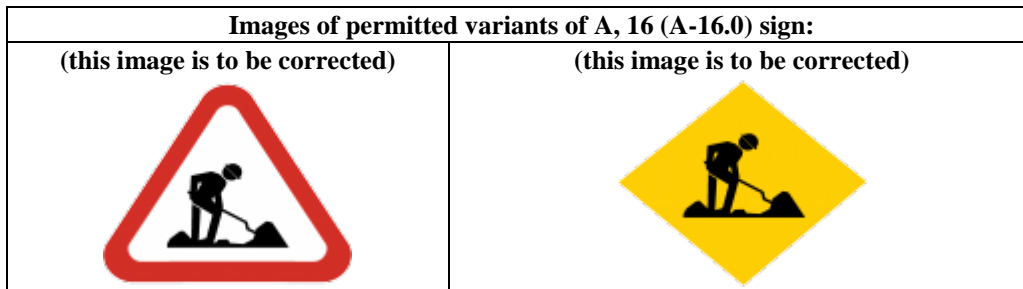 Images of permitted variants of A, 16 (A-16.0) sign:
(this image is to be corrected)
(this image is to be corrected)